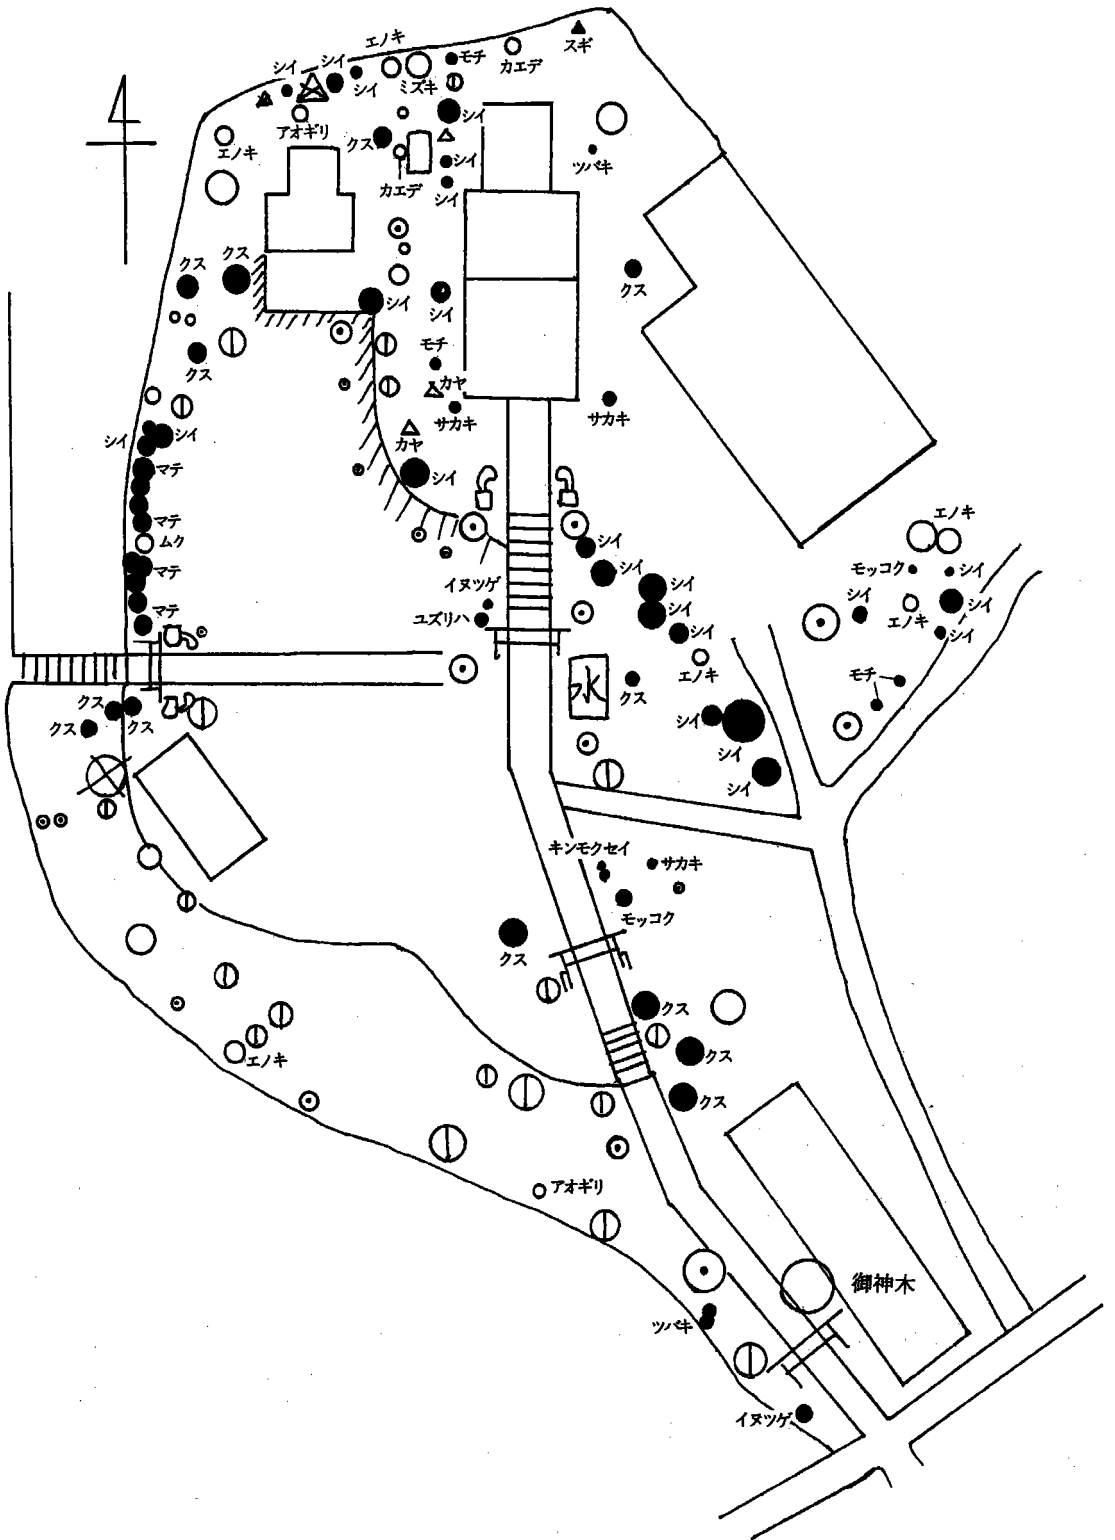 スギ
エノキ
モチ
カエデ
シイ
シイ
シイ
ミズキ
アオギリ
シイ
クス
エノキ
カエデ
シイ
シイ
ツバキ
クス
クス
シイ
シイ
クス
クス
モチ
カヤ
サカキ
サカキ
シイ
シイ
カヤ
マテ
シイ
マテ
ムク
マテ
マテ
エノキ
シイ
シイ
モッコク
シイ
イヌツゲ
シイ
シイ
シイ
エノキ
シイ
ユズリハ
シイ
シイ
エノキ
モチ
水
クス
クス
クス
クス
シイ
シイ
シイ
キンモクセイ
サカキ
モッコク
クス
クス
クス
エノキ
クス
アオギリ
御神木
ツバキ
イヌツゲ